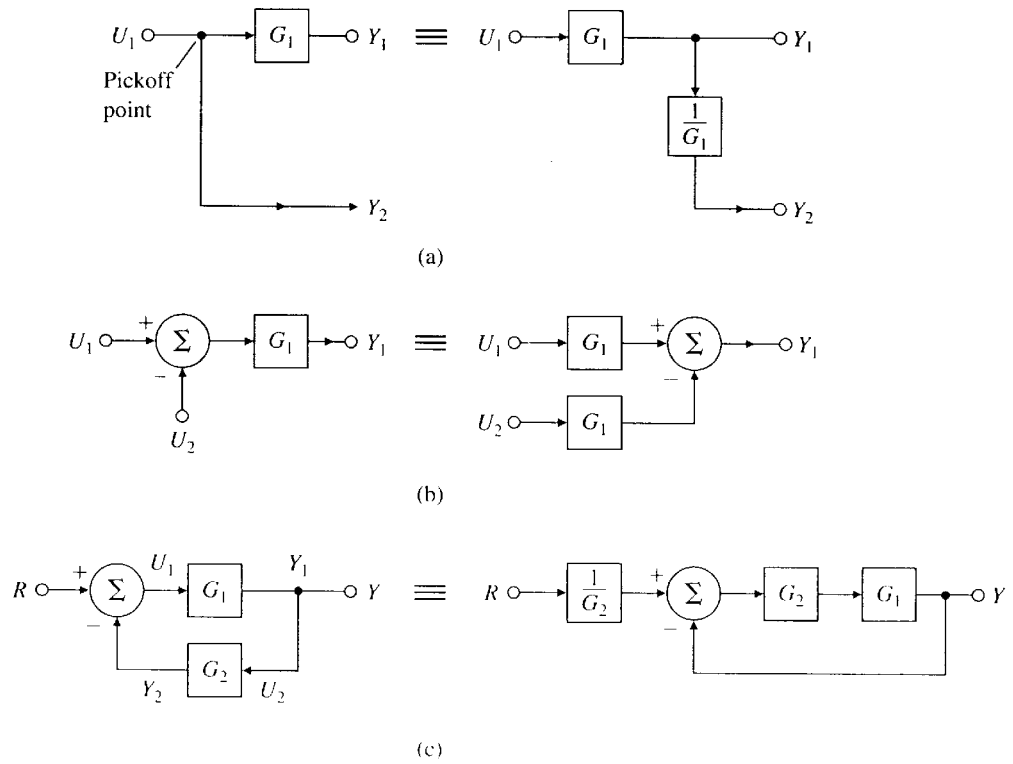 U₁ G₁ Y₁ ≡ U₁ G₁ Y₁
Pickoff
point
1/G₁
Y₂ Y₂
(a)
U₁ + Σ G₁ Y₁ ≡ U₁ G₁ + Σ Y₁
−
−
U₂
U₂ G₁
(b)
R + Σ U₁ G₁ Y₁ Y ≡ R 1/G₂ + Σ G₂ G₁ Y
− −
Y₂ G₂ U₂
(c)